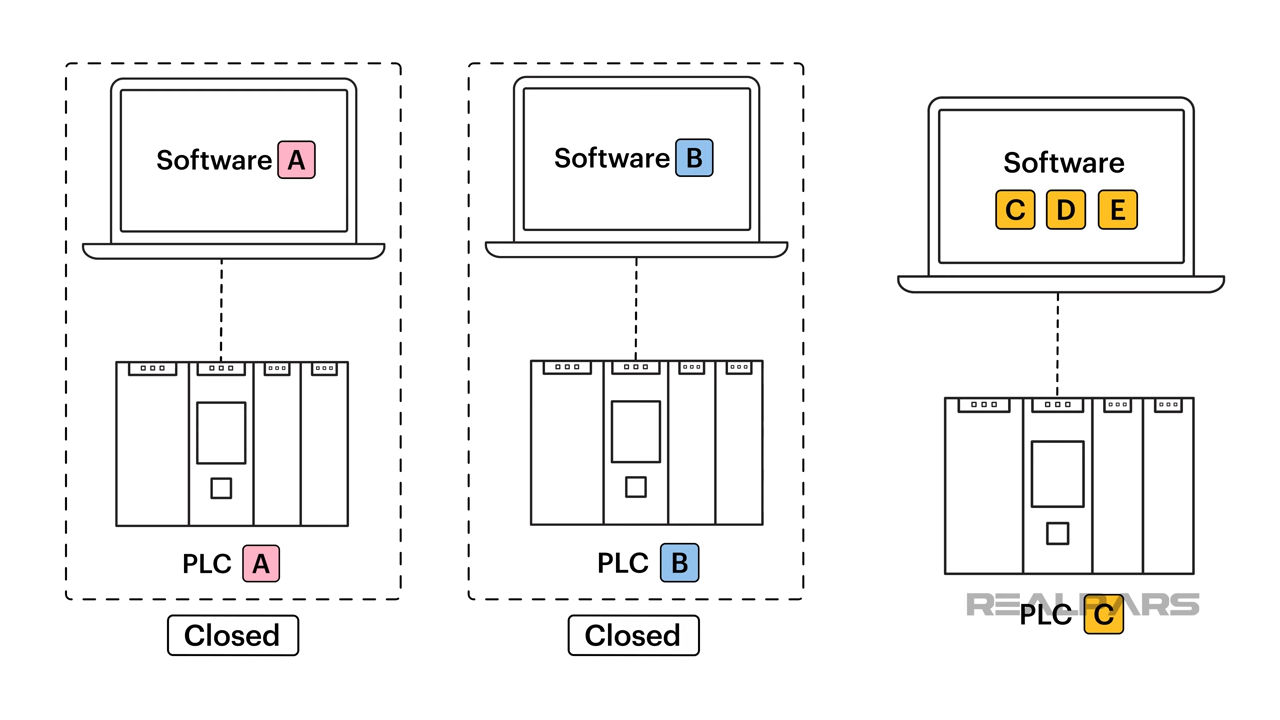 Software A
PLC A
Closed
Software B
PLC B
Closed
Software
C D E
REALPARS
PLC C